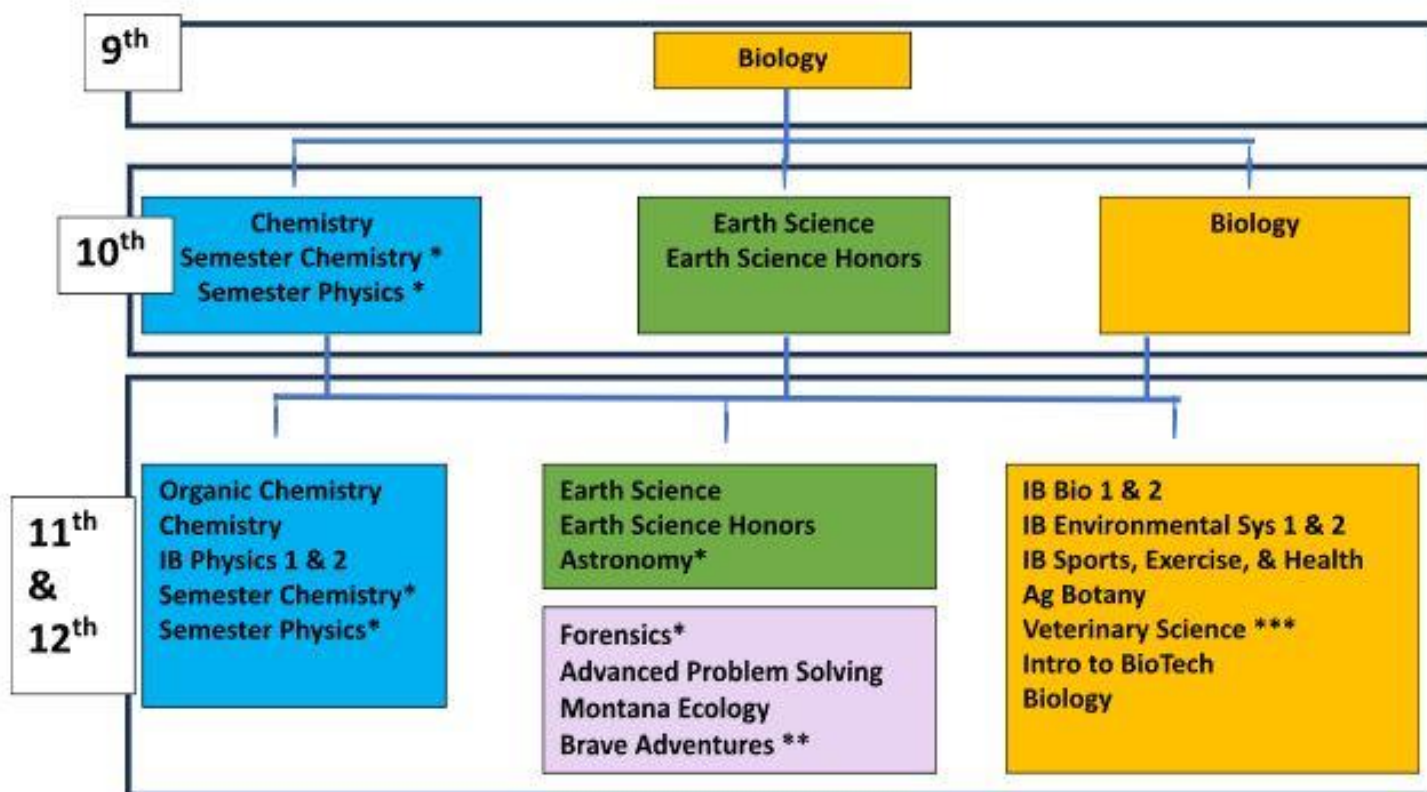 9th
Biology
10th
Chemistry
Semester Chemistry *
Semester Physics *
Earth Science
Earth Science Honors
Biology
11th
&
12th
Organic Chemistry
Chemistry
IB Physics 1 & 2
Semester Chemistry*
Semester Physics*
Earth Science
Earth Science Honors
Astronomy*
Forensics*
Advanced Problem Solving
Montana Ecology
Brave Adventures **
IB Bio 1 & 2
IB Environmental Sys 1 & 2
IB Sports, Exercise, & Health
Ag Botany
Veterinary Science ***
Intro to BioTech
Biology